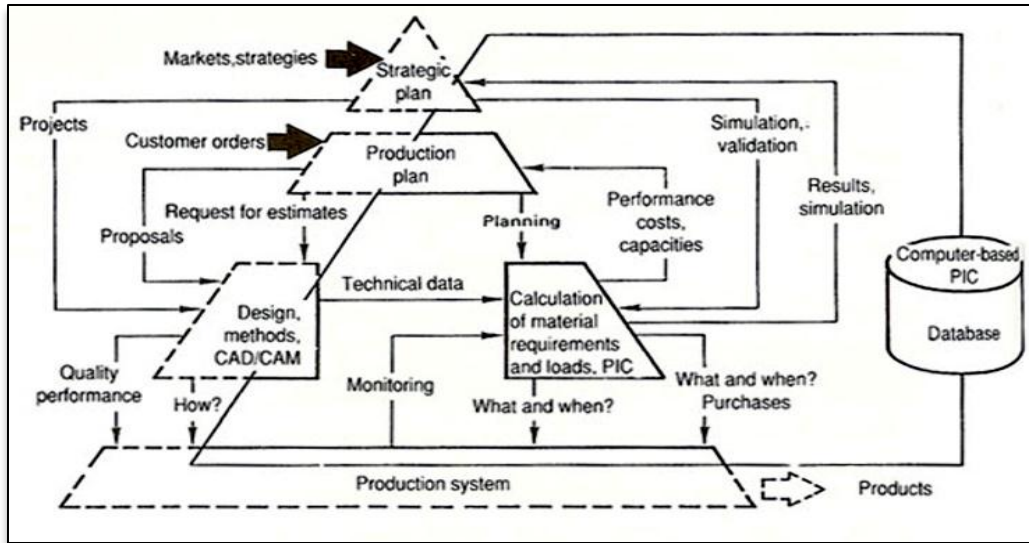 Markets,strategies
Strategic
plan
Projects
Customer orders
Production
plan
Simulation,.
validation
Results,
simulation
Request for estimates
Planning
Performance
costs,
capacities
Proposals
Computer-based
PIC
Database
Technical data
Design,
methods,
CAD/CAM
Calculation
of material
requirements
and loads, PIC
Quality
performance
How?
Monitoring
What and when?
What and when?
Purchases
Production system
Products